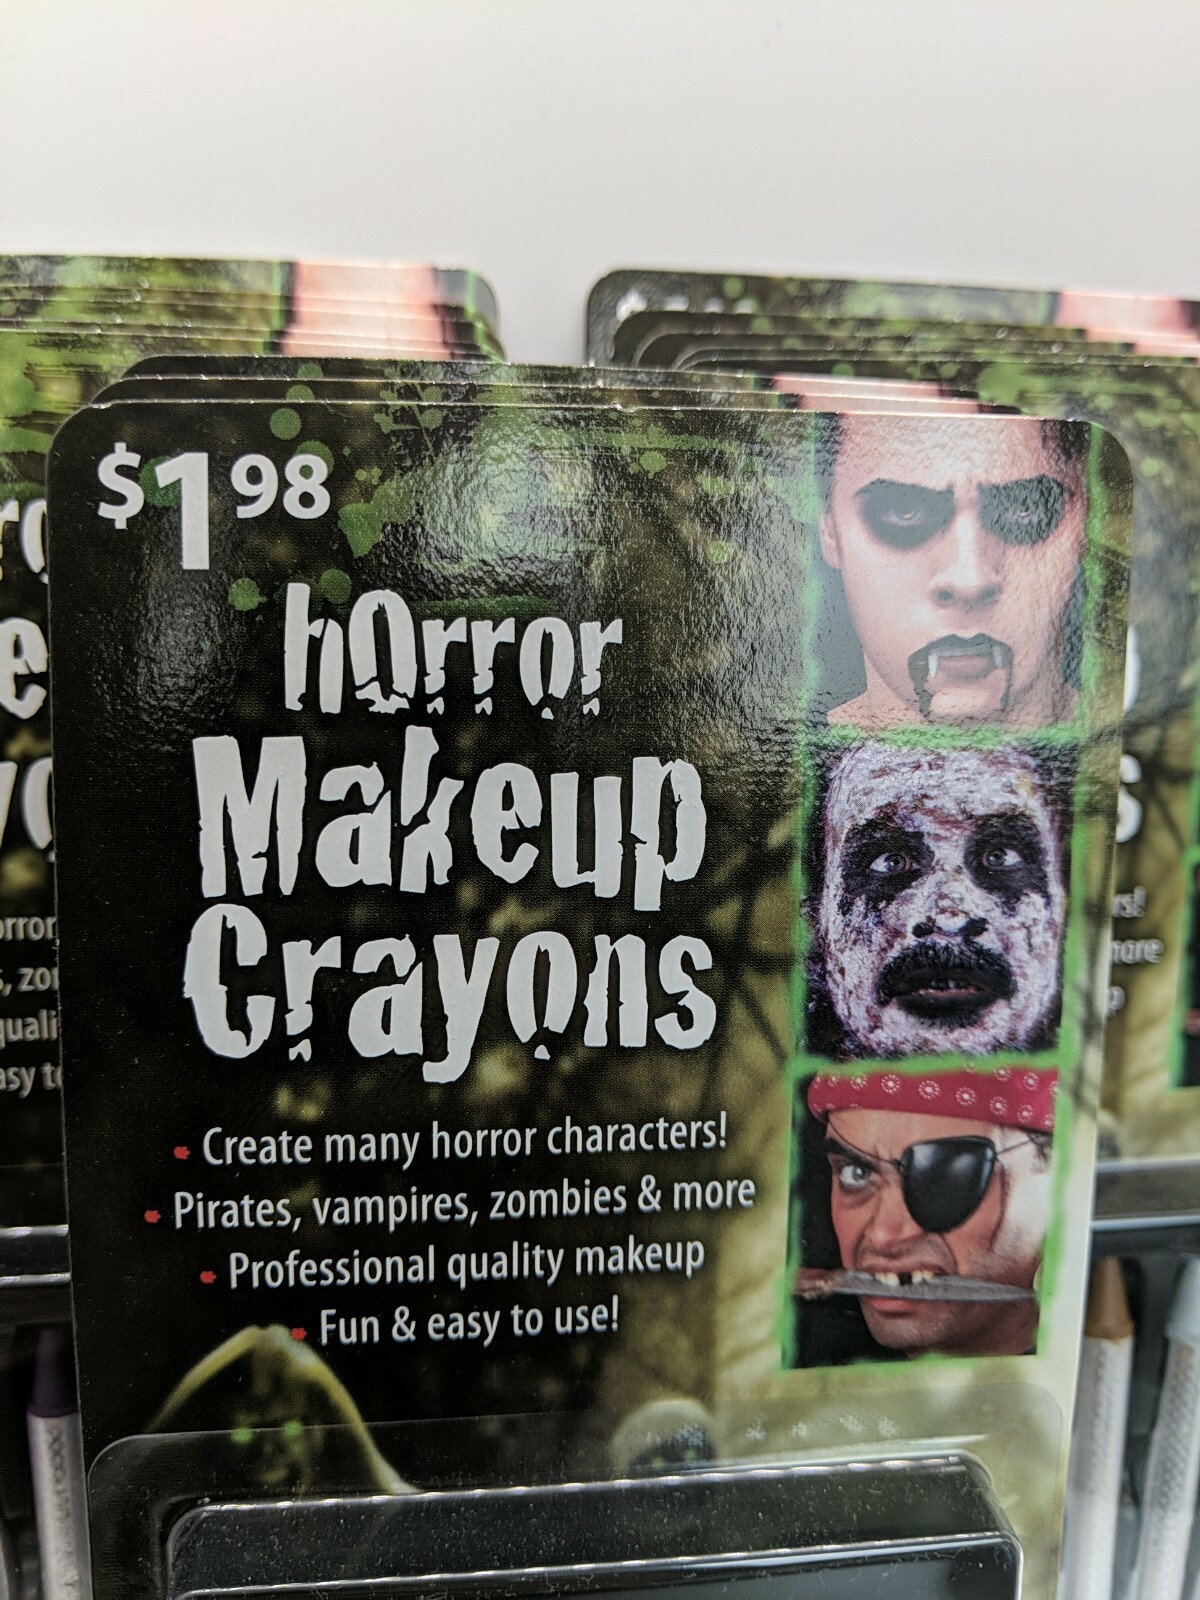 $1.98
horror
Makeup
Crayons
Create many horror characters!
Pirates, vampires, zombies & more
Professional quality makeup
Fun & easy to use!